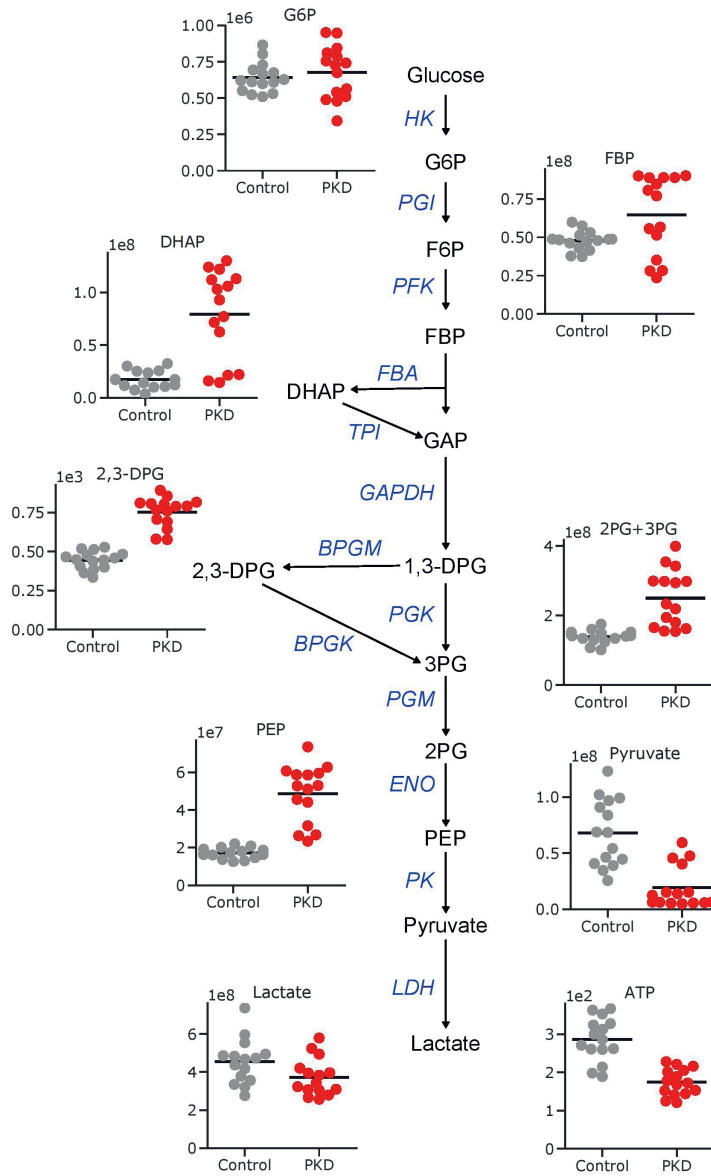 1e6
G6P
1.00
0.75
0.50
0.25
0.00
Control
PKD
Glucose
HK
G6P
PGI
F6P
PFK
FBP
FBA
DHAP
TPI
GAP
GAPDH
1,3-DPG
BPGM
2,3-DPG
PGK
BPGK
3PG
PGM
2PG
ENO
PEP
PK
Pyruvate
LDH
Lactate
1e8
FBP
0.75
0.50
0.25
0.00
Control
PKD
1e8
DHAP
1.0
0.5
0.0
Control
PKD
1e3
2,3-DPG
0.75
0.50
0.25
0.00
Control
PKD
1e8
2PG+3PG
4
2
0
Control
PKD
1e7
PEP
6
4
2
0
Control
PKD
1e8
Pyruvate
1.0
0.5
0.0
Control
PKD
1e8
Lactate
6
4
2
0
Control
PKD
1e2
ATP
3
2
1
0
Control
PKD